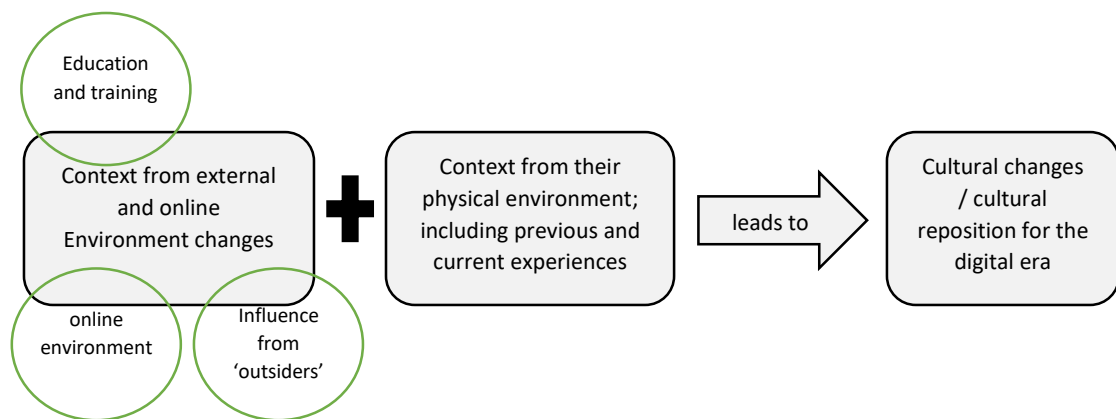 Education
and training
Context from external
and online
Environment changes
online
environment
Influence
from
‘outsiders’
Context from their
physical environment;
including previous and
current experiences
leads to
Cultural changes
/ cultural
reposition for the
digital era